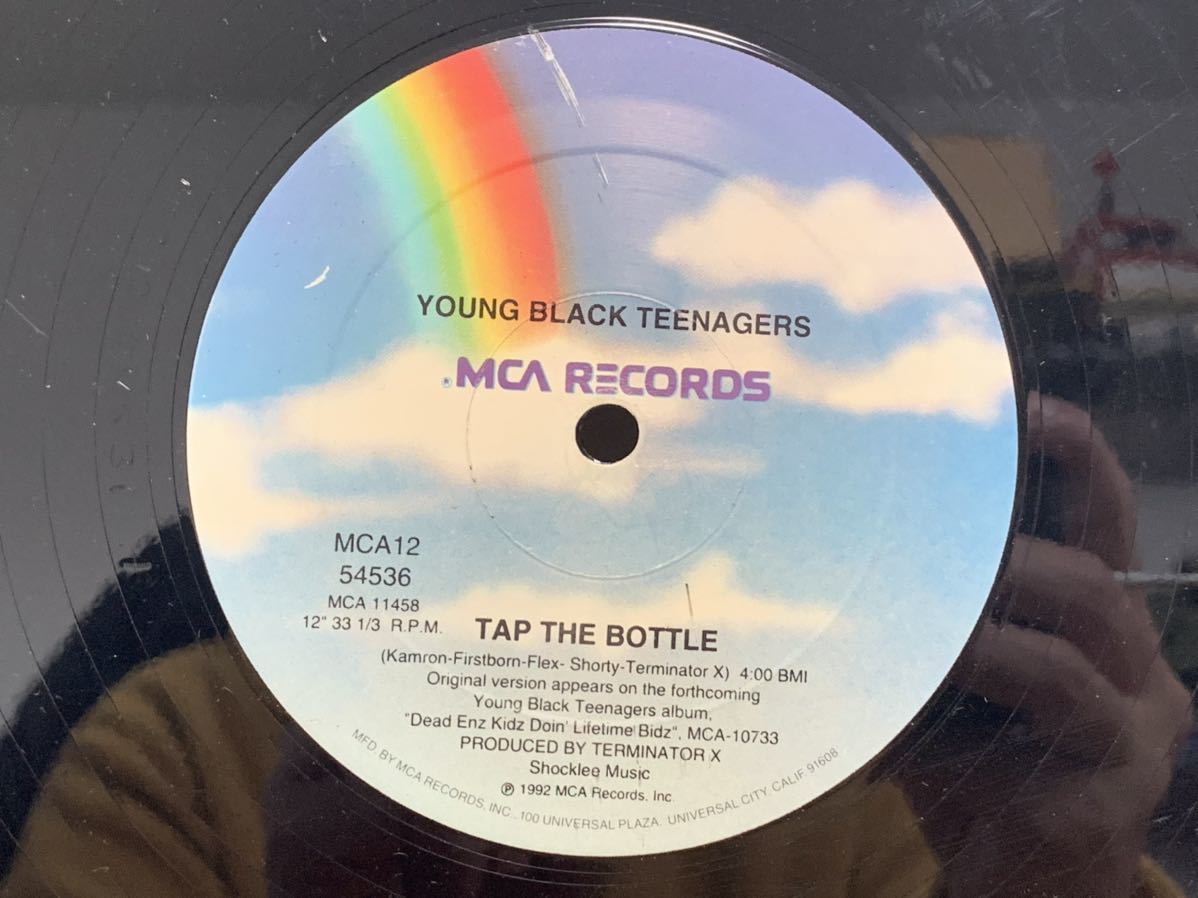 YOUNG BLACK TEENAGERS
® MCA RECORDS
MCA12
54536
MCA 11458
12" 33 1/3 R.P.M.
TAP THE BOTTLE
(Kamron-Firstborn-Flex- Shorty-Terminator X) 4:00 BMI
Original version appears on the forthcoming
Young Black Teenagers album,
"Dead Enz Kidz Doin' Lifetime Bidz", MCA-10733
PRODUCED BY TERMINATOR X
Shocklee Music
℗ 1992 MCA Records, Inc.
MFD. BY MCA RECORDS, INC., 100 UNIVERSAL PLAZA, UNIVERSAL CITY, CALIF. 91608